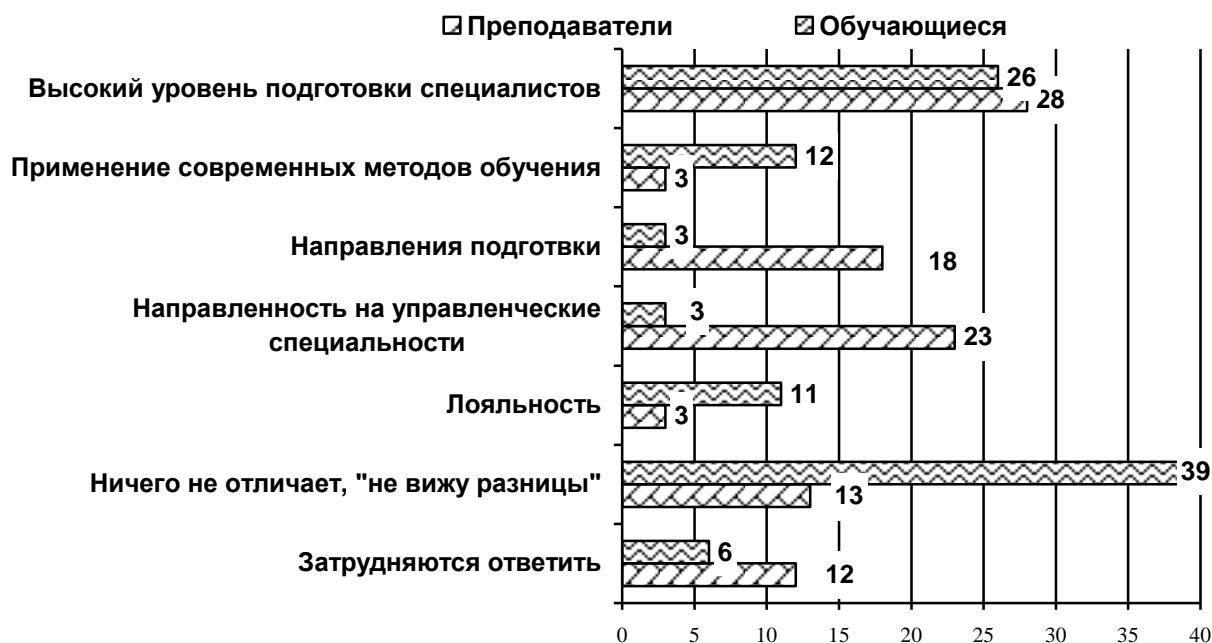 Преподаватели Обучающиеся
Высокий уровень подготовки специалистов
26
28
Применение современных методов обучения
12
3
Направления подготвки
3
18
Направленность на управленческие
специальности
3
23
Лояльность
11
3
Ничего не отличает, "не вижу разницы"
39
13
Затрудняются ответить
6
12
0 5 10 15 20 25 30 35 40